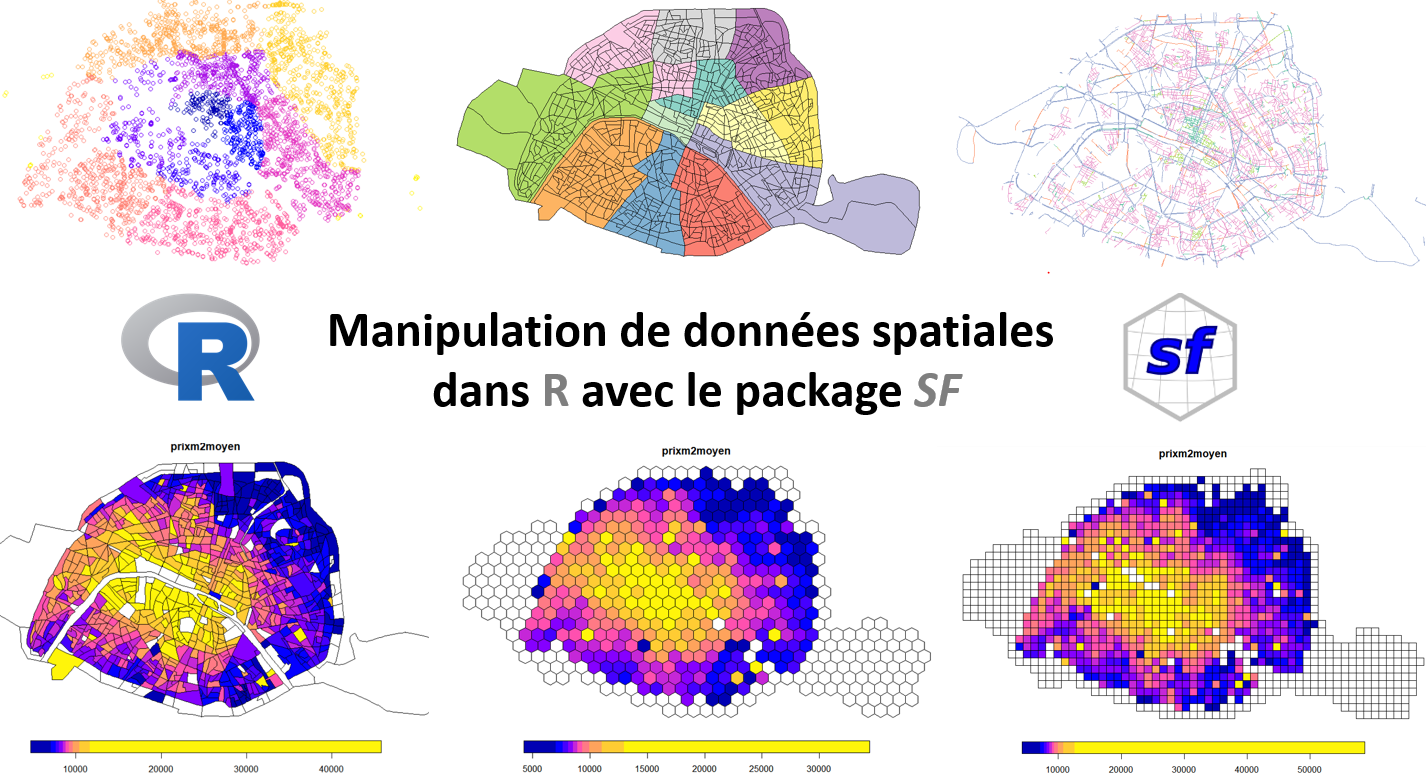 R
Manipulation de données spatiales
dans R avec le package SF
sf
prixm2moyen
prixm2moyen
prixm2moyen
10000 20000 30000 40000
5000 10000 15000 20000 25000 30000
10000 20000 30000 40000 50000